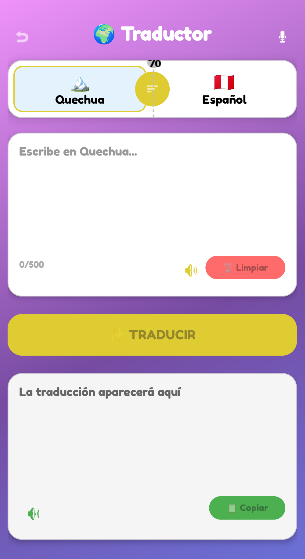 🌍 Traductor
70
Quechua
Español
Escribe en Quechua...
0/500
Limpiar
✨ TRADUCIR
La traducción aparecerá aquí
Copiar